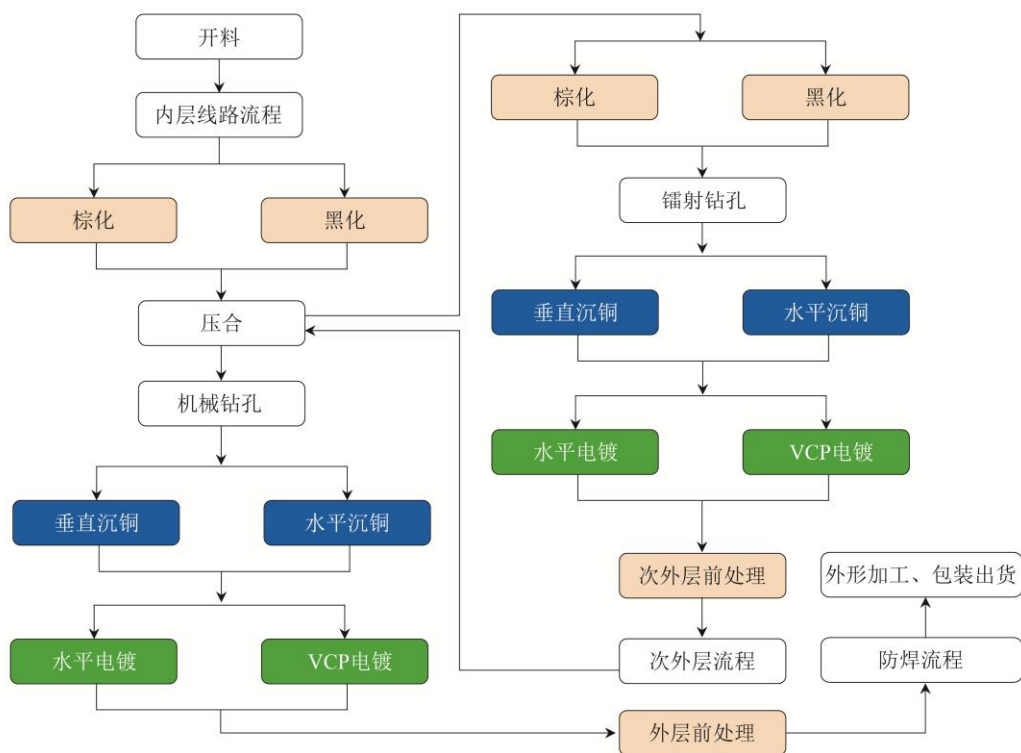 开料
内层线路流程
棕化
黑化
压合
机械钻孔
垂直沉铜
水平沉铜
水平电镀
VCP电镀
棕化
黑化
镭射钻孔
垂直沉铜
水平沉铜
水平电镀
VCP电镀
次外层前处理
次外层流程
外层前处理
防焊流程
外形加工、包装出货